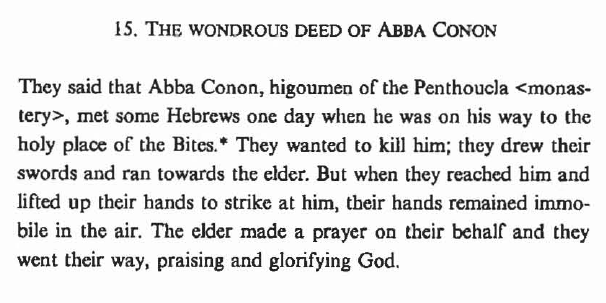 15. THE WONDROUS DEED OF ABBA CONON
They said that Abba Conon, higoumen of the Penthoucla <monas-
tery>, met some Hebrews one day when he was on his way to the
holy place of the Bites.* They wanted to kill him; they drew their
swords and ran towards the elder. But when they reached him and
lifted up their hands to strike at him, their hands remained immo-
bile in the air. The elder made a prayer on their behalf and they
went their way, praising and glorifying God.